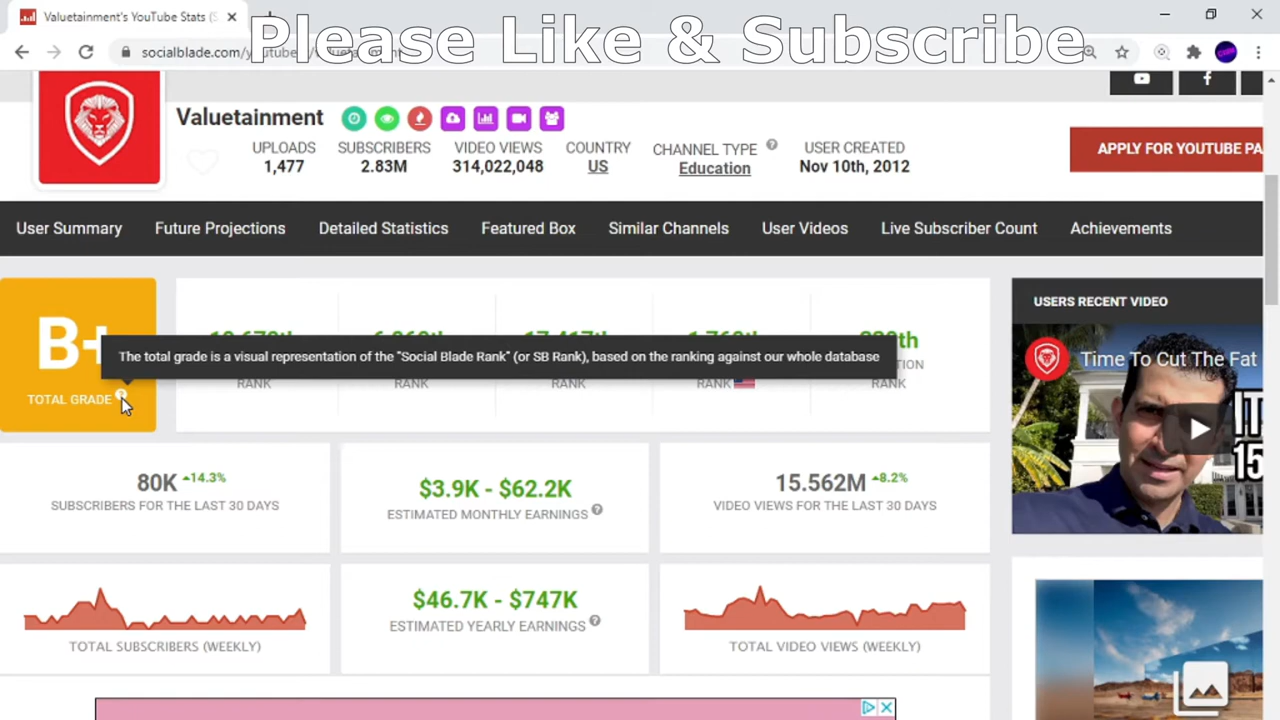 Valuetainment's YouTube Stats (S
Please Like & Subscribe
socialblade.com/y
Valuetainment
UPLOADS
1,477
SUBSCRIBERS
2.83M
VIDEO VIEWS
314,022,048
COUNTRY
US
CHANNEL TYPE
Education
USER CREATED
Nov 10th, 2012
APPLY FOR YOUTUBE PA
User Summary
Future Projections
Detailed Statistics
Featured Box
Similar Channels
User Videos
Live Subscriber Count
Achievements
B+
TOTAL GRADE
The total grade is a visual representation of the "Social Blade Rank" (or SB Rank), based on the ranking against our whole database
RANK
RANK
RANK
RANK
RANK
USERS RECENT VIDEO
Time To Cut The Fat
IT
15
80K 14.3%
SUBSCRIBERS FOR THE LAST 30 DAYS
$3.9K - $62.2K
ESTIMATED MONTHLY EARNINGS
15.562M 8.2%
VIDEO VIEWS FOR THE LAST 30 DAYS
TOTAL SUBSCRIBERS (WEEKLY)
$46.7K - $747K
ESTIMATED YEARLY EARNINGS
TOTAL VIDEO VIEWS (WEEKLY)